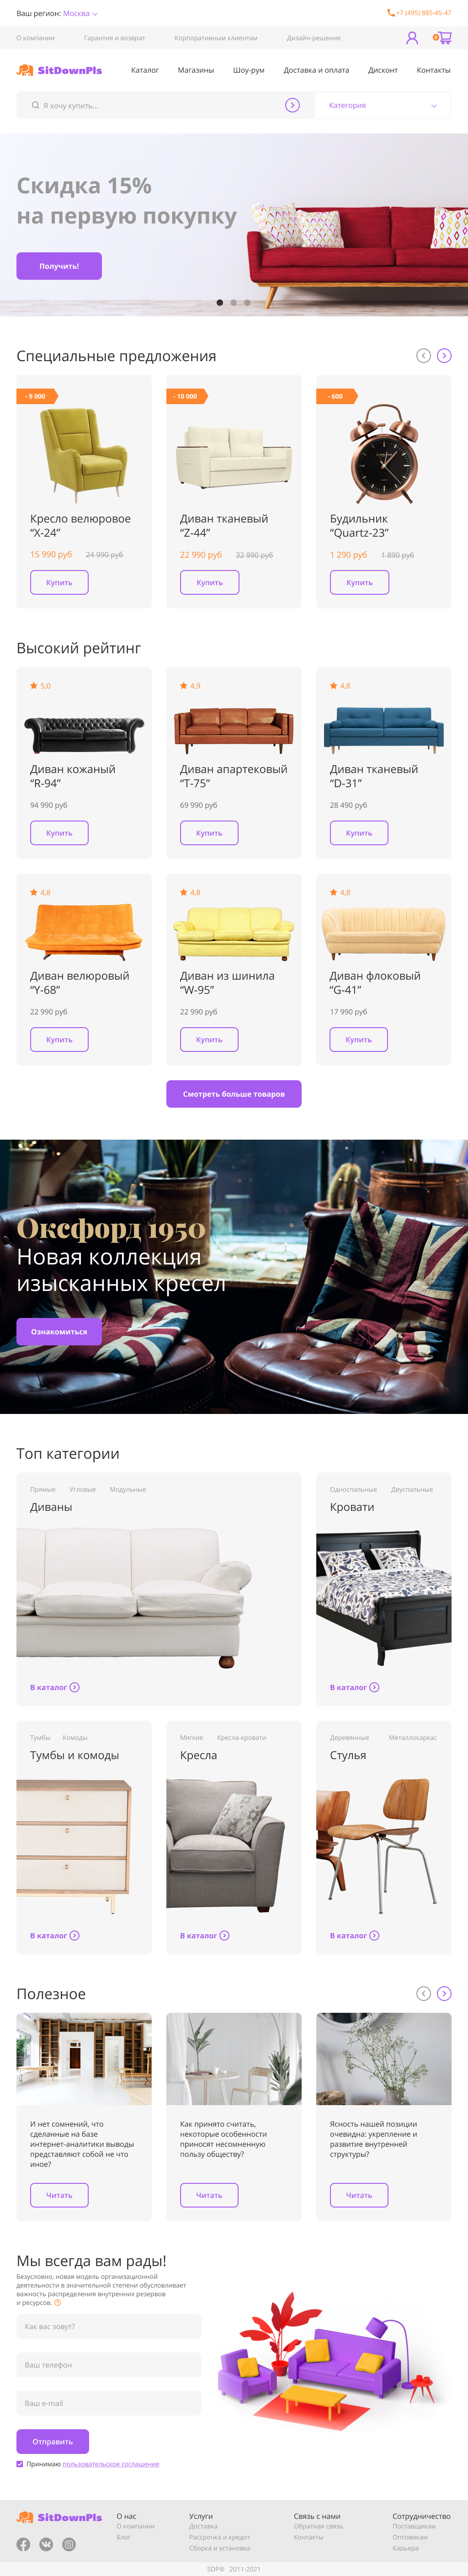 Ваш регион: Москва
+7 (495) 885-45-47
О компании
Гарантия и возврат
Корпоративным клиентам
Дизайн-решение
0
SitDownPls
Каталог
Магазины
Шоу-рум
Доставка и оплата
Дисконт
Контакты
Я хочу купить...
Категория
Скидка 15%
на первую покупку
Получить!
Специальные предложения
- 9 000
Кресло велюровое
“X-24”
15 990 руб 24 990 руб
Купить
- 10 000
Диван тканевый
“Z-44”
22 990 руб 32 990 руб
Купить
- 600
Будильник
“Quartz-23”
1 290 руб 1 890 руб
Купить
Высокий рейтинг
5,0
Диван кожаный
“R-94”
94 990 руб
Купить
4,9
Диван апартековый
“T-75”
69 990 руб
Купить
4,8
Диван тканевый
“D-31”
28 490 руб
Купить
4,8
Диван велюровый
“Y-68”
22 990 руб
Купить
4,8
Диван из шинила
“W-95”
22 990 руб
Купить
4,8
Диван флоковый
“G-41”
17 990 руб
Купить
Смотреть больше товаров
Оксфорд 1950
Новая коллекция
изысканных кресел
Ознакомиться
Топ категории
Прямые Угловые Модульные
Диваны
В каталог
Односпальные Двуспальные
Кровати
В каталог
Тумбы Комоды
Тумбы и комоды
В каталог
Мягкие Кресла-кровати
Кресла
В каталог
Деревянные Металлокаркас
Стулья
В каталог
Полезное
И нет сомнений, что
сделанные на базе
интернет-аналитики выводы
представляют собой не что
иное?
Читать
Как принято считать,
некоторые особенности
приносят несомненную
пользу обществу?
Читать
Ясность нашей позиции
очевидна: укрепление и
развитие внутренней
структуры?
Читать
Мы всегда вам рады!
Безусловно, новая модель организационной
деятельности в значительной степени обусловливает
важность распределения внутренних резервов
и ресурсов.
Как вас зовут?
Ваш телефон
Ваш e-mail
Отправить
Принимаю пользовательское соглашение
SitDownPls
О нас
О компании
Блог
Услуги
Доставка
Рассрочка и кредит
Сборка и установка
Связь с нами
Обратная связь
Контакты
Сотрудничество
Поставщикам
Оптовикам
Карьера
SDP® 2011-2021